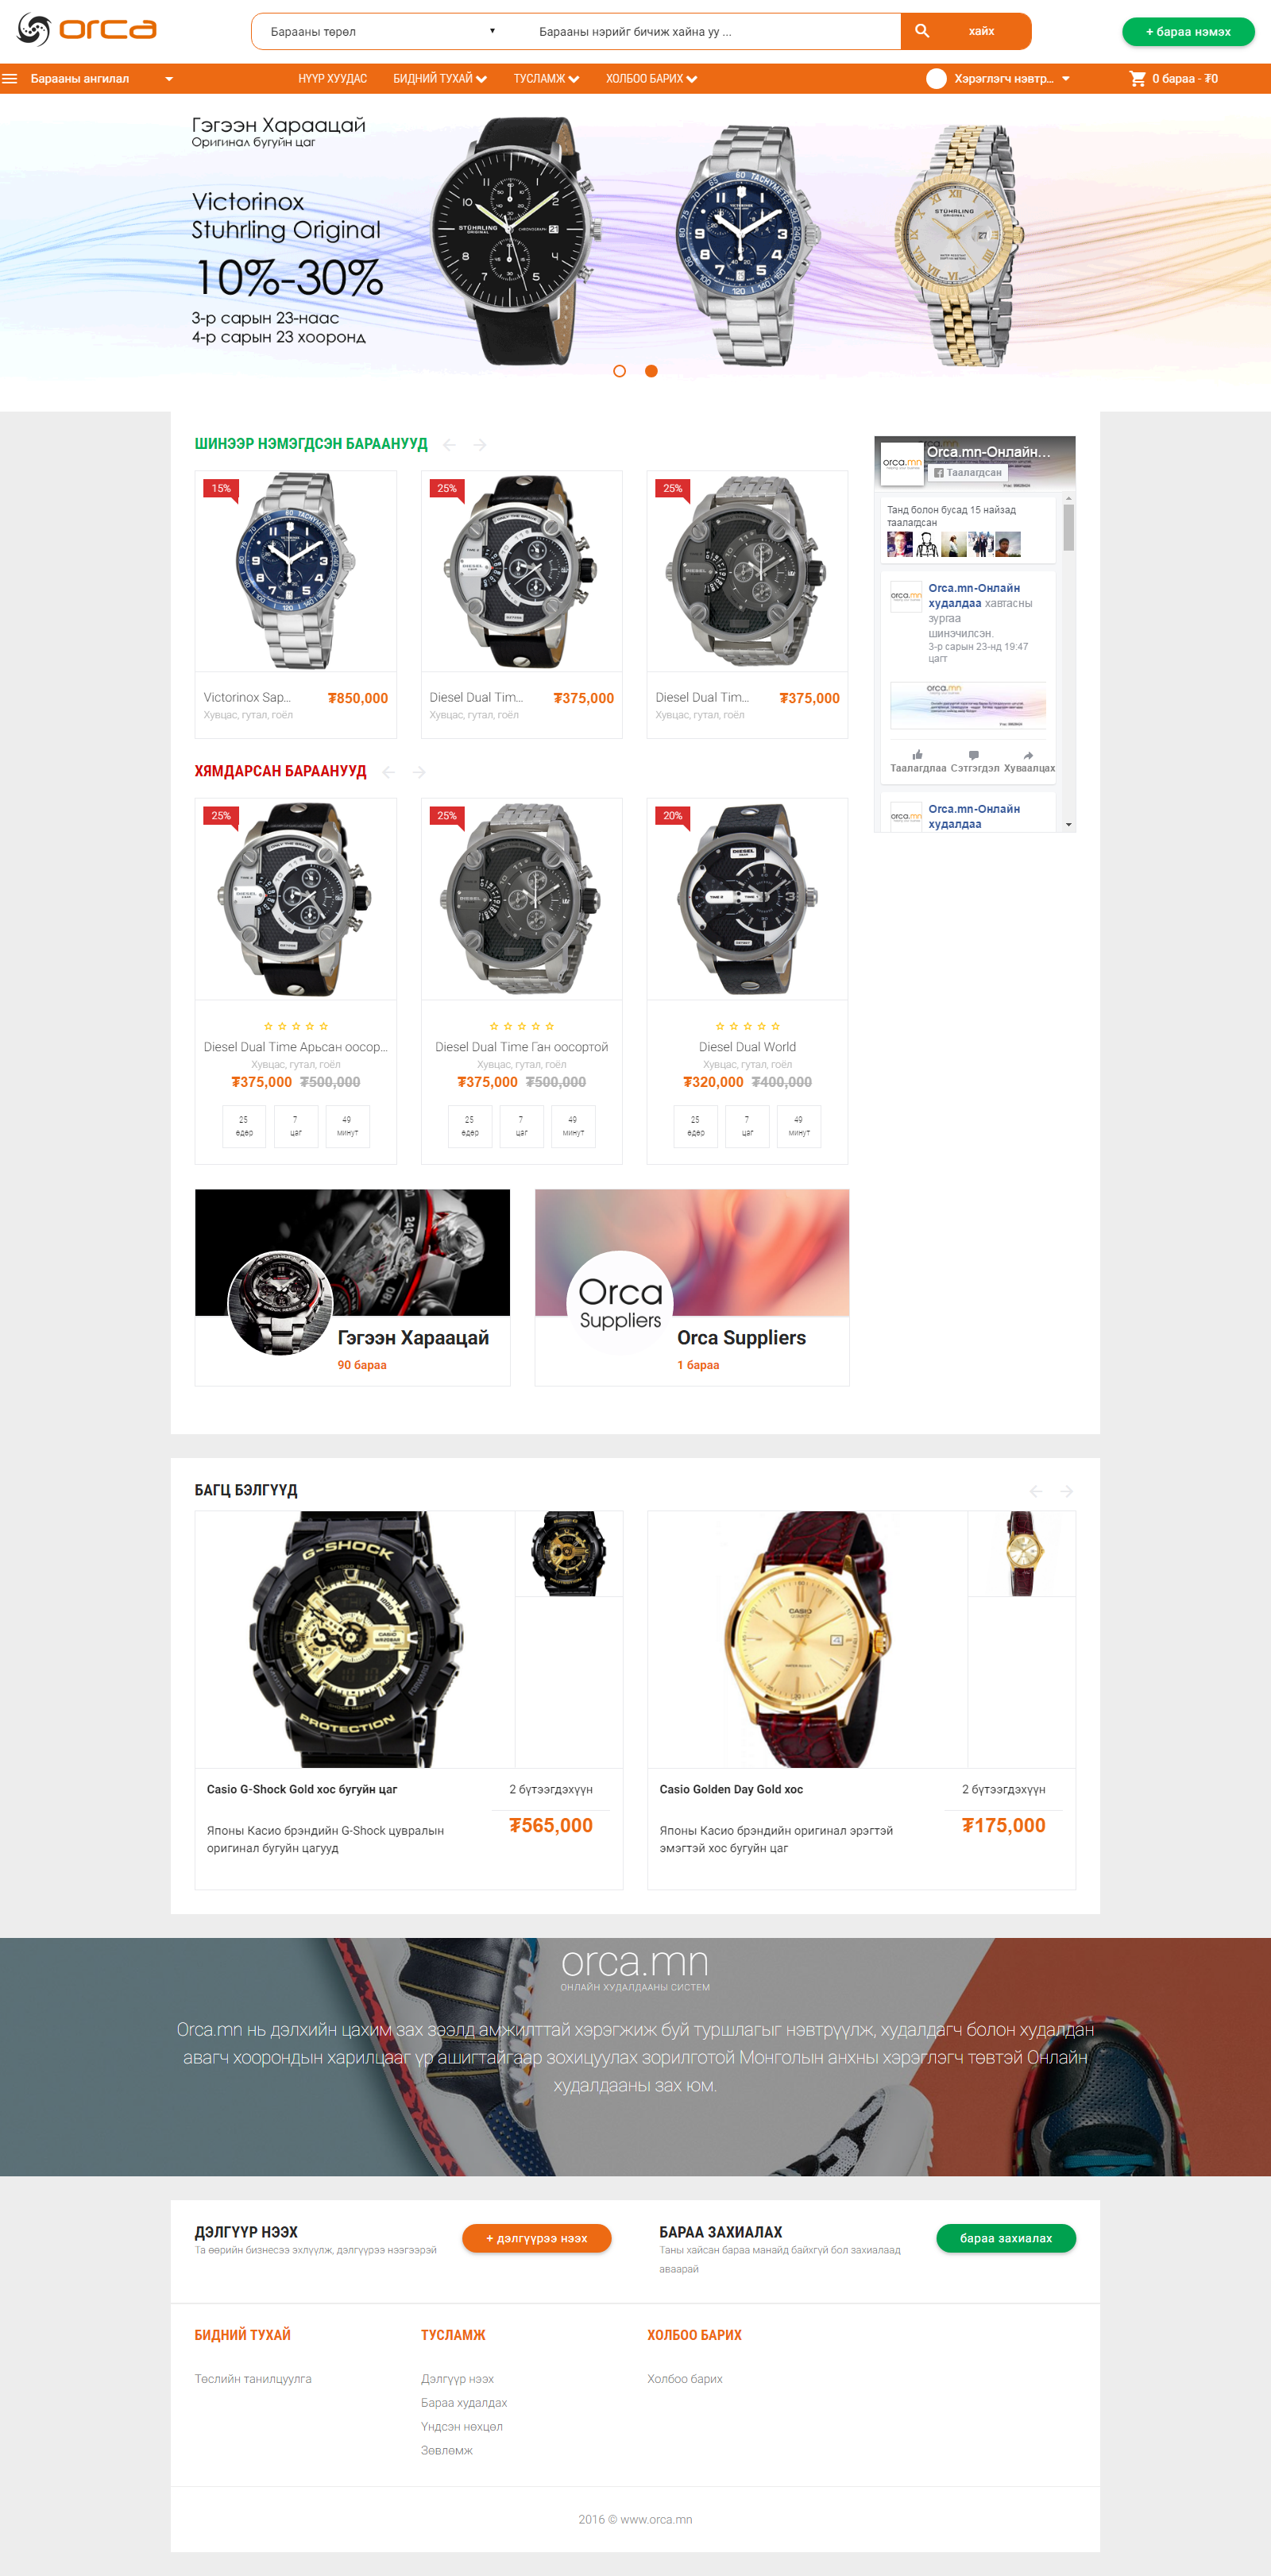 orca
Барааны төрөл
Барааны нэрийг бичиж хайна уу ...
хайх
+ бараа нэмэх
Барааны ангилал
НҮҮР ХУУДАС
БИДНИЙ ТУХАЙ
ТУСЛАМЖ
ХОЛБОО БАРИХ
Хэрэглэгч нэвтр...
0 бараа - ₮0
Гэгээн Хараацай
Оригинал бугуйн цаг
Victorinox
Stuhrling Original
10%-30%
3-р сарын 23-наас
4-р сарын 23 хооронд
ШИНЭЭР НЭМЭГДСЭН БАРААНУУД
15%
25%
25%
Victorinox Sap...
₮850,000
Хувцас, гутал, гоёл
Diesel Dual Tim...
₮375,000
Хувцас, гутал, гоёл
Diesel Dual Tim...
₮375,000
Хувцас, гутал, гоёл
orca.mn
Orca.mn-Онлайн...
Таалагдсан
Танд болон бусад 15 найзад
таалагдсан
Orca.mn-Онлайн
худалдаа хавтасны
зургаа
шинэчилсэн.
3-р сарын 23-нд 19:47
цагт
orca.mn
Таалагдлаа
Сэтгэгдэл
Хуваалцах
Orca.mn-Онлайн
худалдаа
ХЯМДАРСАН БАРААНУУД
25%
25%
20%
Diesel Dual Time Арьсан оосор...
Хувцас, гутал, гоёл
₮375,000 ₮500,000
25
өдөр
7
цаг
49
минут
Diesel Dual Time Ган оосортой
Хувцас, гутал, гоёл
₮375,000 ₮500,000
25
өдөр
7
цаг
49
минут
Diesel Dual World
Хувцас, гутал, гоёл
₮320,000 ₮400,000
25
өдөр
7
цаг
49
минут
Гэгээн Хараацай
90 бараа
Orca
Suppliers
Orca Suppliers
1 бараа
БАГЦ БЭЛГҮҮД
G-SHOCK
PROTECTION
CASIO
Casio G-Shock Gold хос бугуйн цаг
2 бүтээгдэхүүн
₮565,000
Японы Касио брэндийн G-Shock цувралын
оригинал бугуйн цагууд
Casio Golden Day Gold хос
2 бүтээгдэхүүн
₮175,000
Японы Касио брэндийн оригинал эрэгтэй
эмэгтэй хос бугуйн цаг
orca.mn
ОНЛАЙН ХУДАЛДААНЫ СИСТЕМ
Orca.mn нь дэлхийн цахим зах зээлд амжилттай хэрэгжиж буй туршлагыг нэвтрүүлж, худалдагч болон худалдан
авагч хоорондын харилцааг үр ашигтайгаар зохицуулах зорилготой Монголын анхны хэрэглэгч төвтэй Онлайн
худалдааны зах юм.
ДЭЛГҮҮР НЭЭХ
Та өөрийн бизнесээ эхлүүлж, дэлгүүрээ нээгээрэй
+ дэлгүүрээ нээх
БАРАА ЗАХИАЛАХ
Таны хайсан бараа манайд байхгүй бол захиалаад
аваарай
бараа захиалах
БИДНИЙ ТУХАЙ
Төслийн танилцуулга
ТУСЛАМЖ
Дэлгүүр нээх
Бараа худалдах
Үндсэн нөхцөл
Зөвлөмж
ХОЛБОО БАРИХ
Холбоо барих
2016 © www.orca.mn